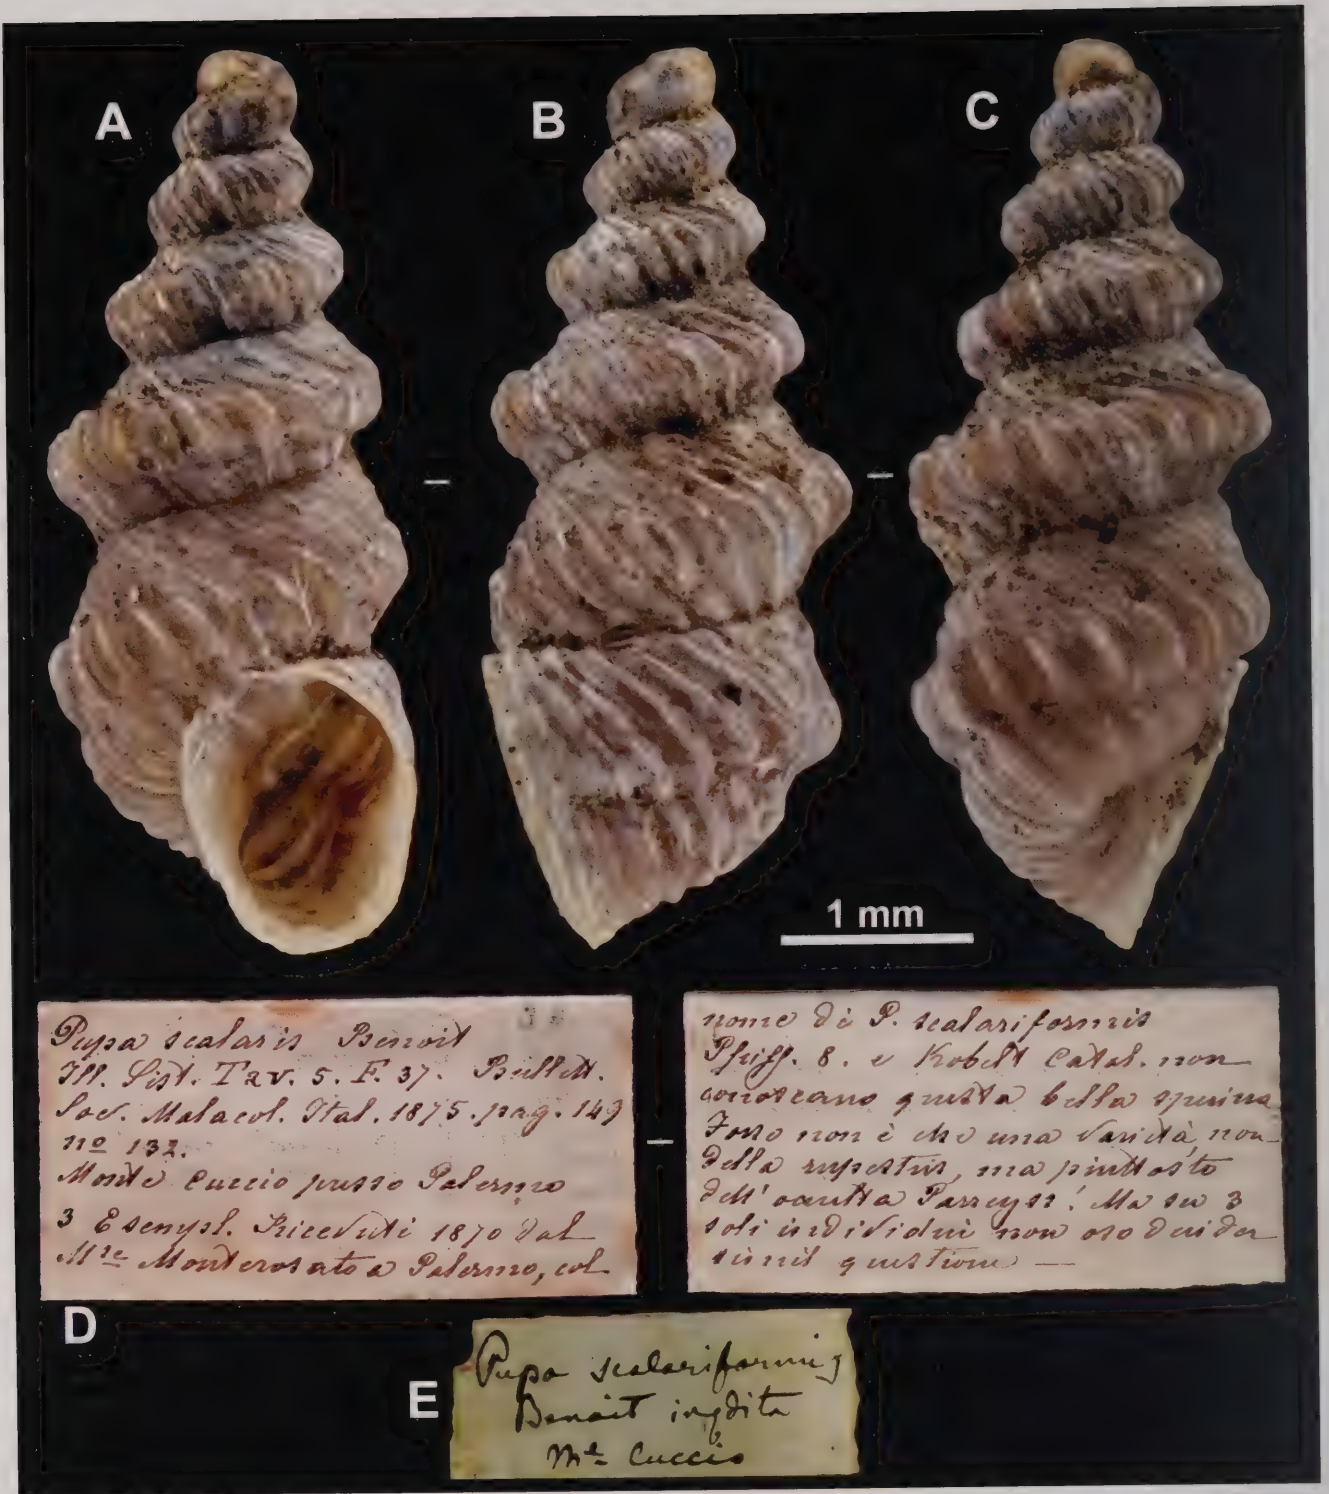 A
B
C
1 mm
Pupa scalaris Benoit
Ill. Sist. Tav. 5. F. 37. Bullett.
Soc. Malacol. Ital. 1875. pag. 149
nº 132.
Monte Cuccio presso Palermo
3 Esempl. Ricevuti 1870 dal
Mre Monterosato a Palermo, col
nome di P. scalariformis
Pfeiff. 8. e Kobelt Catal. non
conoscano questa bella specie
Forse non è che una varietà, non
della rupestris, ma piuttosto
dell' occulta Parreyss! Ma su 3
soli individui non oso decider
simil questione —
D
E
Pupa scalariformis
Benoit inedita
Mte Cuccio